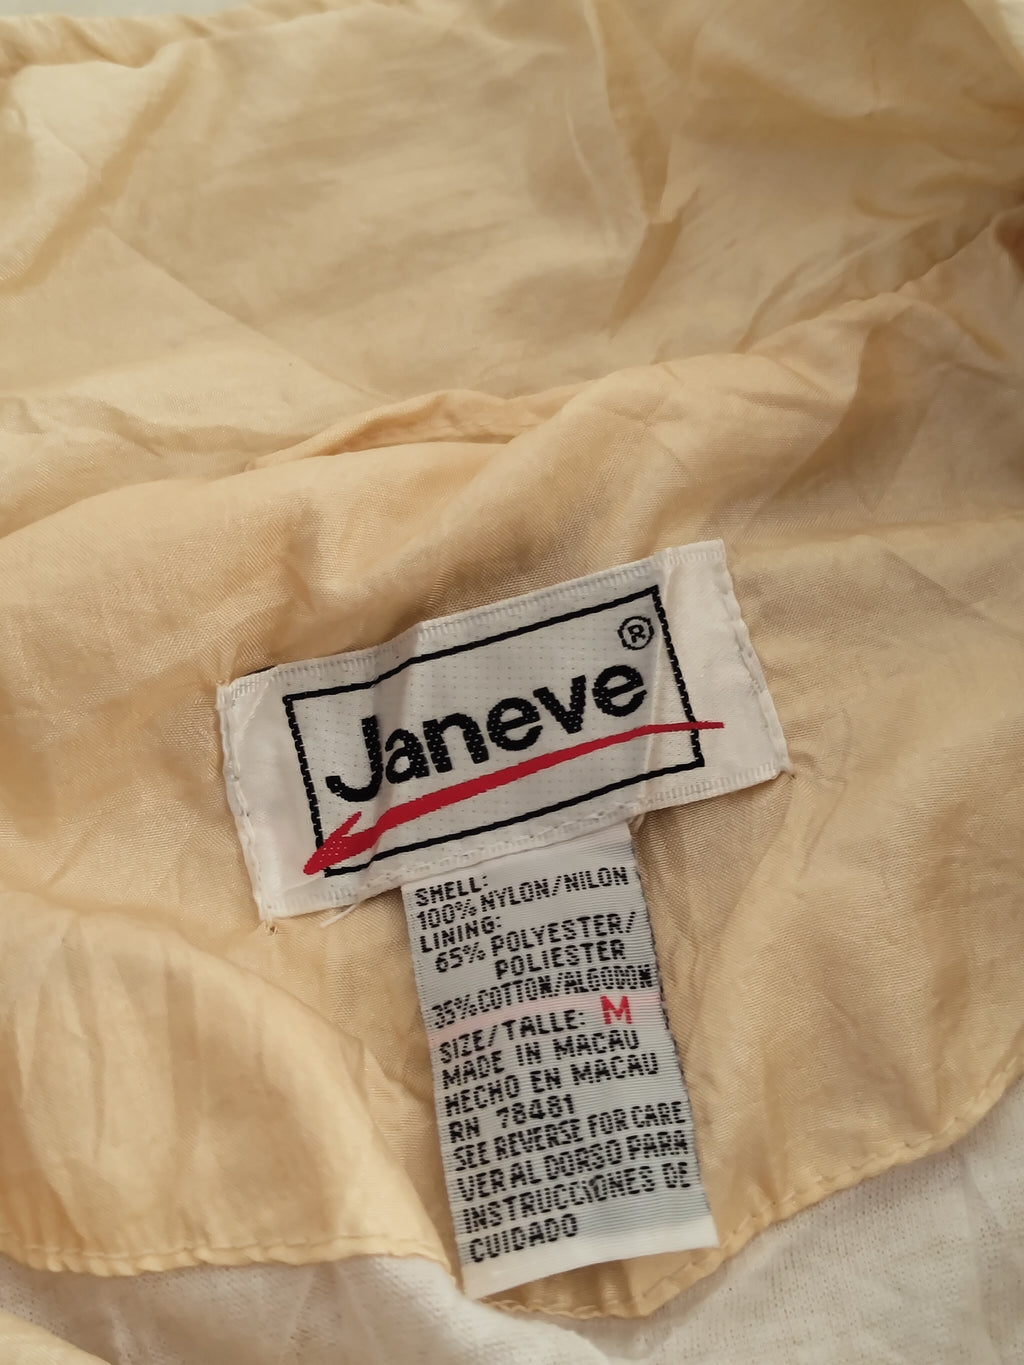 Janeve ®
SHELL:
100% NYLON/NILON
LINING:
65% POLYESTER/
POLIESTER
35% COTTON/ALGODON
SIZE/TALLE: M
MADE IN MACAU
HECHO EN MACAU
RN 78481
SEE REVERSE FOR CARE
VER AL DORSO PARA
INSTRUCCIONES DE
CUIDADO